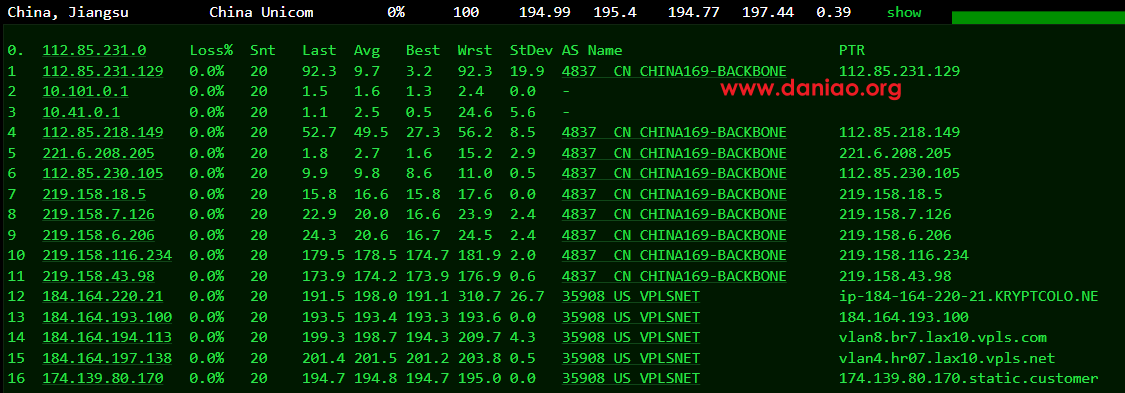 China, Jiangsu China Unicom 0% 100 194.99 195.4 194.77 197.44 0.39 show
0. 112.85.231.0 Loss% Snt Last Avg Best Wrst StDev AS Name PTR
1 112.85.231.129 0.0% 20 92.3 9.7 3.2 92.3 19.9 4837 CN CHINA169-BACKBONE 112.85.231.129
2 10.101.0.1 0.0% 20 1.5 1.6 1.3 2.4 0.0 -
www.daniao.org
3 10.41.0.1 0.0% 20 1.1 2.5 0.5 24.6 5.6 -
4 112.85.218.149 0.0% 20 52.7 49.5 27.3 56.2 8.5 4837 CN CHINA169-BACKBONE 112.85.218.149
5 221.6.208.205 0.0% 20 1.8 2.7 1.6 15.2 2.9 4837 CN CHINA169-BACKBONE 221.6.208.205
6 112.85.230.105 0.0% 20 9.9 9.8 8.6 11.0 0.5 4837 CN CHINA169-BACKBONE 112.85.230.105
7 219.158.18.5 0.0% 20 15.8 16.6 15.8 17.6 0.0 4837 CN CHINA169-BACKBONE 219.158.18.5
8 219.158.7.126 0.0% 20 22.9 20.0 16.6 23.9 2.4 4837 CN CHINA169-BACKBONE 219.158.7.126
9 219.158.6.206 0.0% 20 24.3 20.6 16.7 24.5 2.4 4837 CN CHINA169-BACKBONE 219.158.6.206
10 219.158.116.234 0.0% 20 179.5 178.5 174.7 181.9 2.0 4837 CN CHINA169-BACKBONE 219.158.116.234
11 219.158.43.98 0.0% 20 173.9 174.2 173.9 176.9 0.6 4837 CN CHINA169-BACKBONE 219.158.43.98
12 184.164.220.21 0.0% 20 191.5 198.0 191.1 310.7 26.7 35908 US VPLSNET ip-184-164-220-21.KRYPTCOLO.NE
13 184.164.193.100 0.0% 20 193.5 193.4 193.3 193.6 0.0 35908 US VPLSNET 184.164.193.100
14 184.164.194.113 0.0% 20 199.3 198.7 194.3 209.7 4.3 35908 US VPLSNET vlan8.br7.lax10.vpls.com
15 184.164.197.138 0.0% 20 201.4 201.5 201.2 203.8 0.5 35908 US VPLSNET vlan4.hr07.lax10.vpls.net
16 174.139.80.170 0.0% 20 194.7 194.8 194.7 195.0 0.0 35908 US VPLSNET 174.139.80.170.static.customer